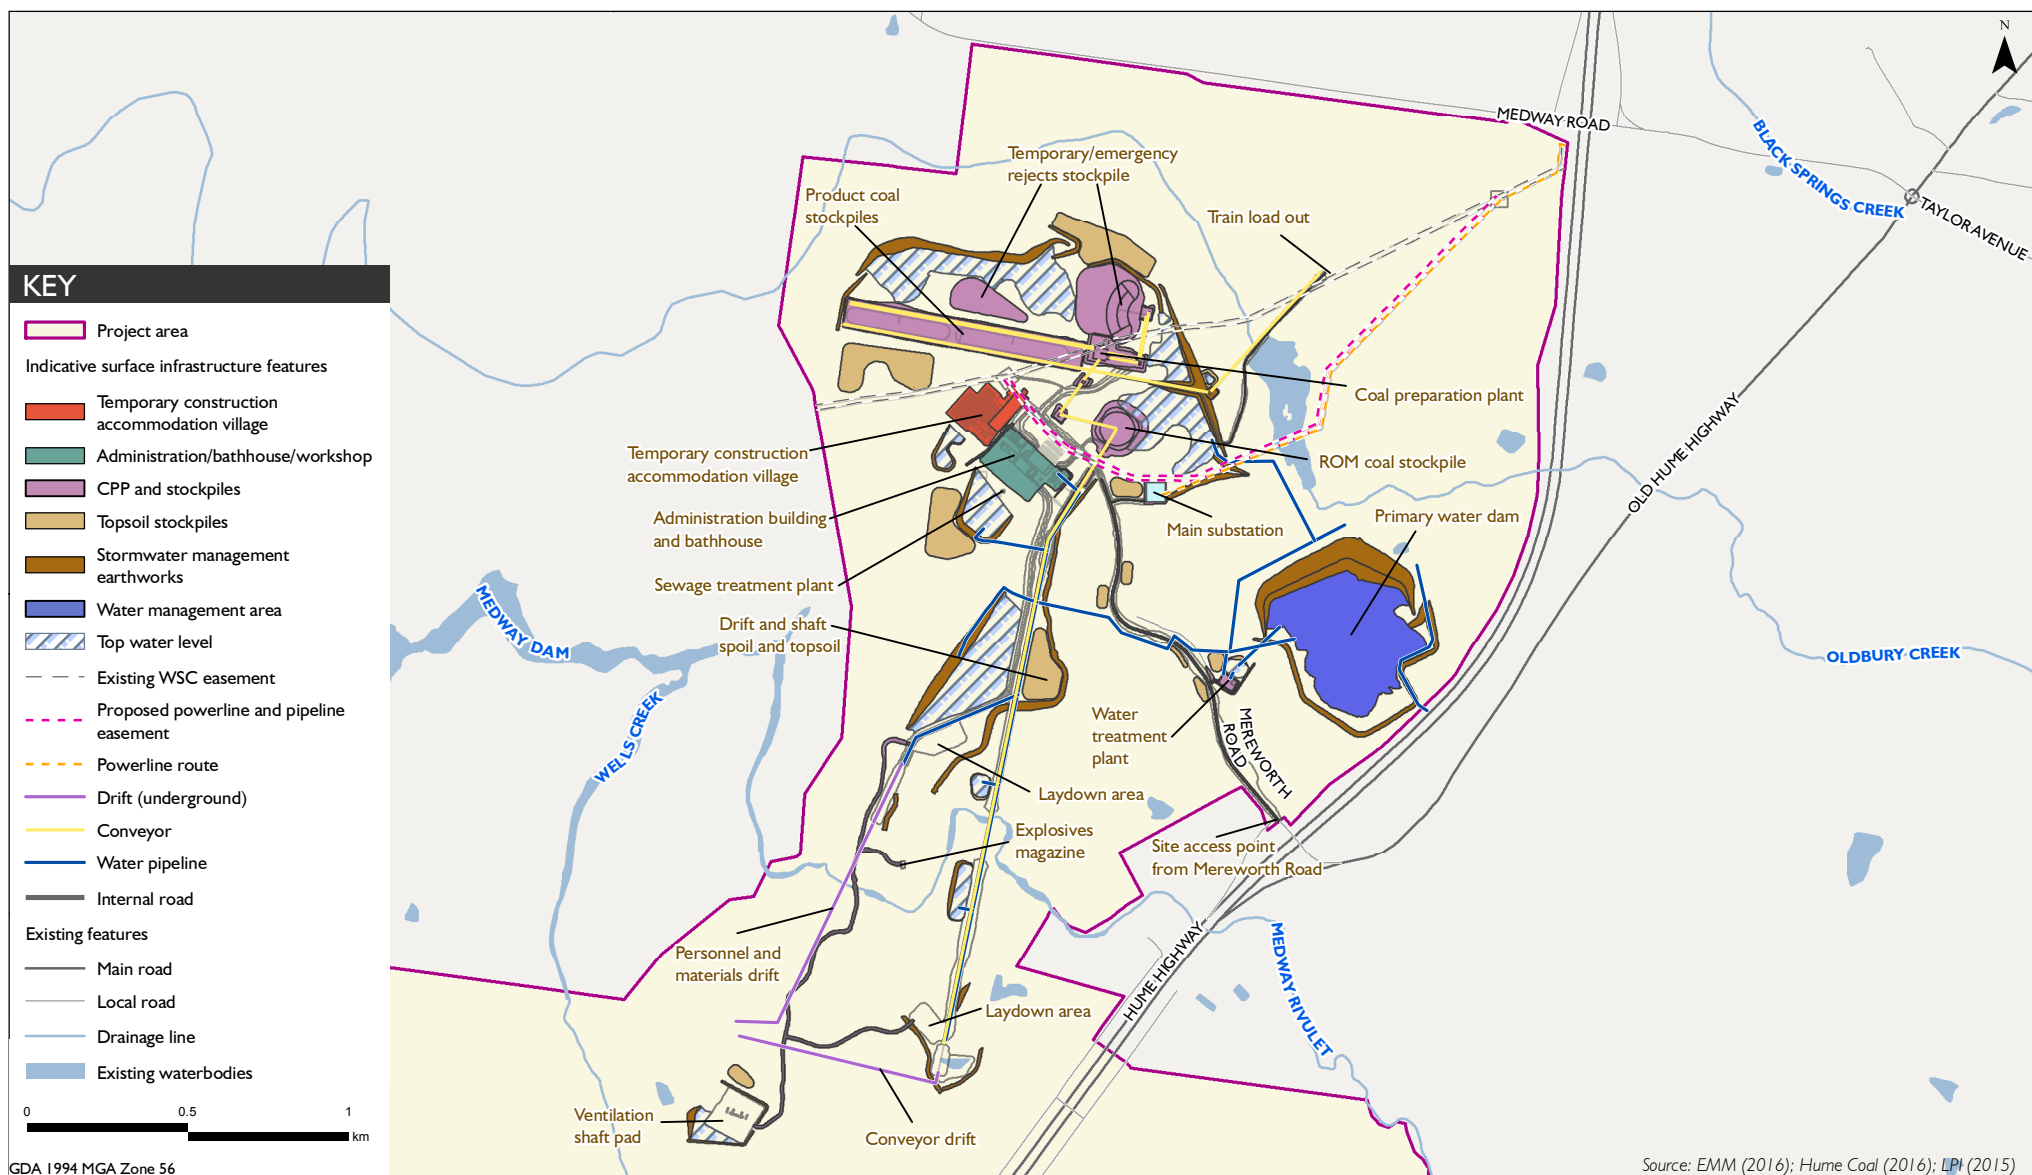 N
MEDWAY ROAD
BLACK SPRINGS CREEK
TAYLOR AVENUE
Temporary/emergency
rejects stockpile
Product coal
stockpiles
Train load out
Coal preparation plant
OLD HUME HIGHWAY
Temporary construction
accommodation village
ROM coal stockpile
Administration building
and bathhouse
Main substation
Primary water dam
Sewage treatment plant
MEDWAY DAM
Drift and shaft
spoil and topsoil
OLDBURY CREEK
WELLS CREEK
Water
treatment
plant
MEREWORTH
ROAD
Laydown area
Explosives
magazine
Site access point
from Mereworth Road
Personnel and
materials drift
HUME HIGHWAY
MEDWAY RIVULET
Laydown area
Ventilation
shaft pad
Conveyor drift
KEY
Project area
Indicative surface infrastructure features
Temporary construction
accommodation village
Administration/bathhouse/workshop
CPP and stockpiles
Topsoil stockpiles
Stormwater management
earthworks
Water management area
Top water level
Existing WSC easement
Proposed powerline and pipeline
easement
Powerline route
Drift (underground)
Conveyor
Water pipeline
Internal road
Existing features
Main road
Local road
Drainage line
Existing waterbodies
0 0.5 1
km
GDA 1994 MGA Zone 56
Source: EMM (2016); Hume Coal (2016); LPI (2015)